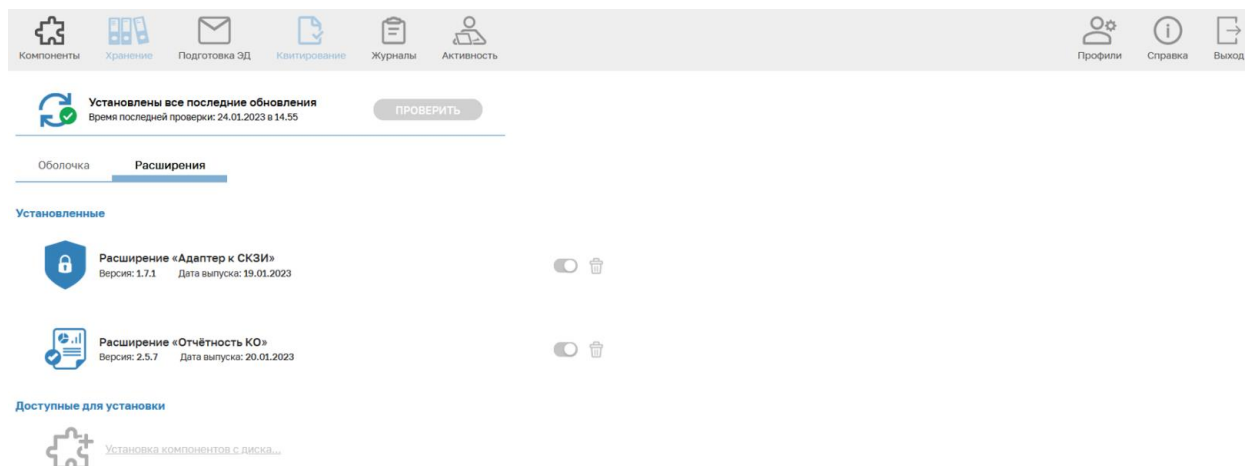 Компоненты Хранение Подготовка ЭД Квитирование Журналы Активность Профили Справка Выход
Установлены все последние обновления
Время последней проверки: 24.01.2023 в 14.55
ПРОВЕРИТЬ
Оболочка Расширения
Установленные
Расширение «Адаптер к СКЗИ»
Версия: 1.7.1 Дата выпуска: 19.01.2023
Расширение «Отчётность КО»
Версия: 2.5.7 Дата выпуска: 20.01.2023
Доступные для установки
Установка компонентов с диска...